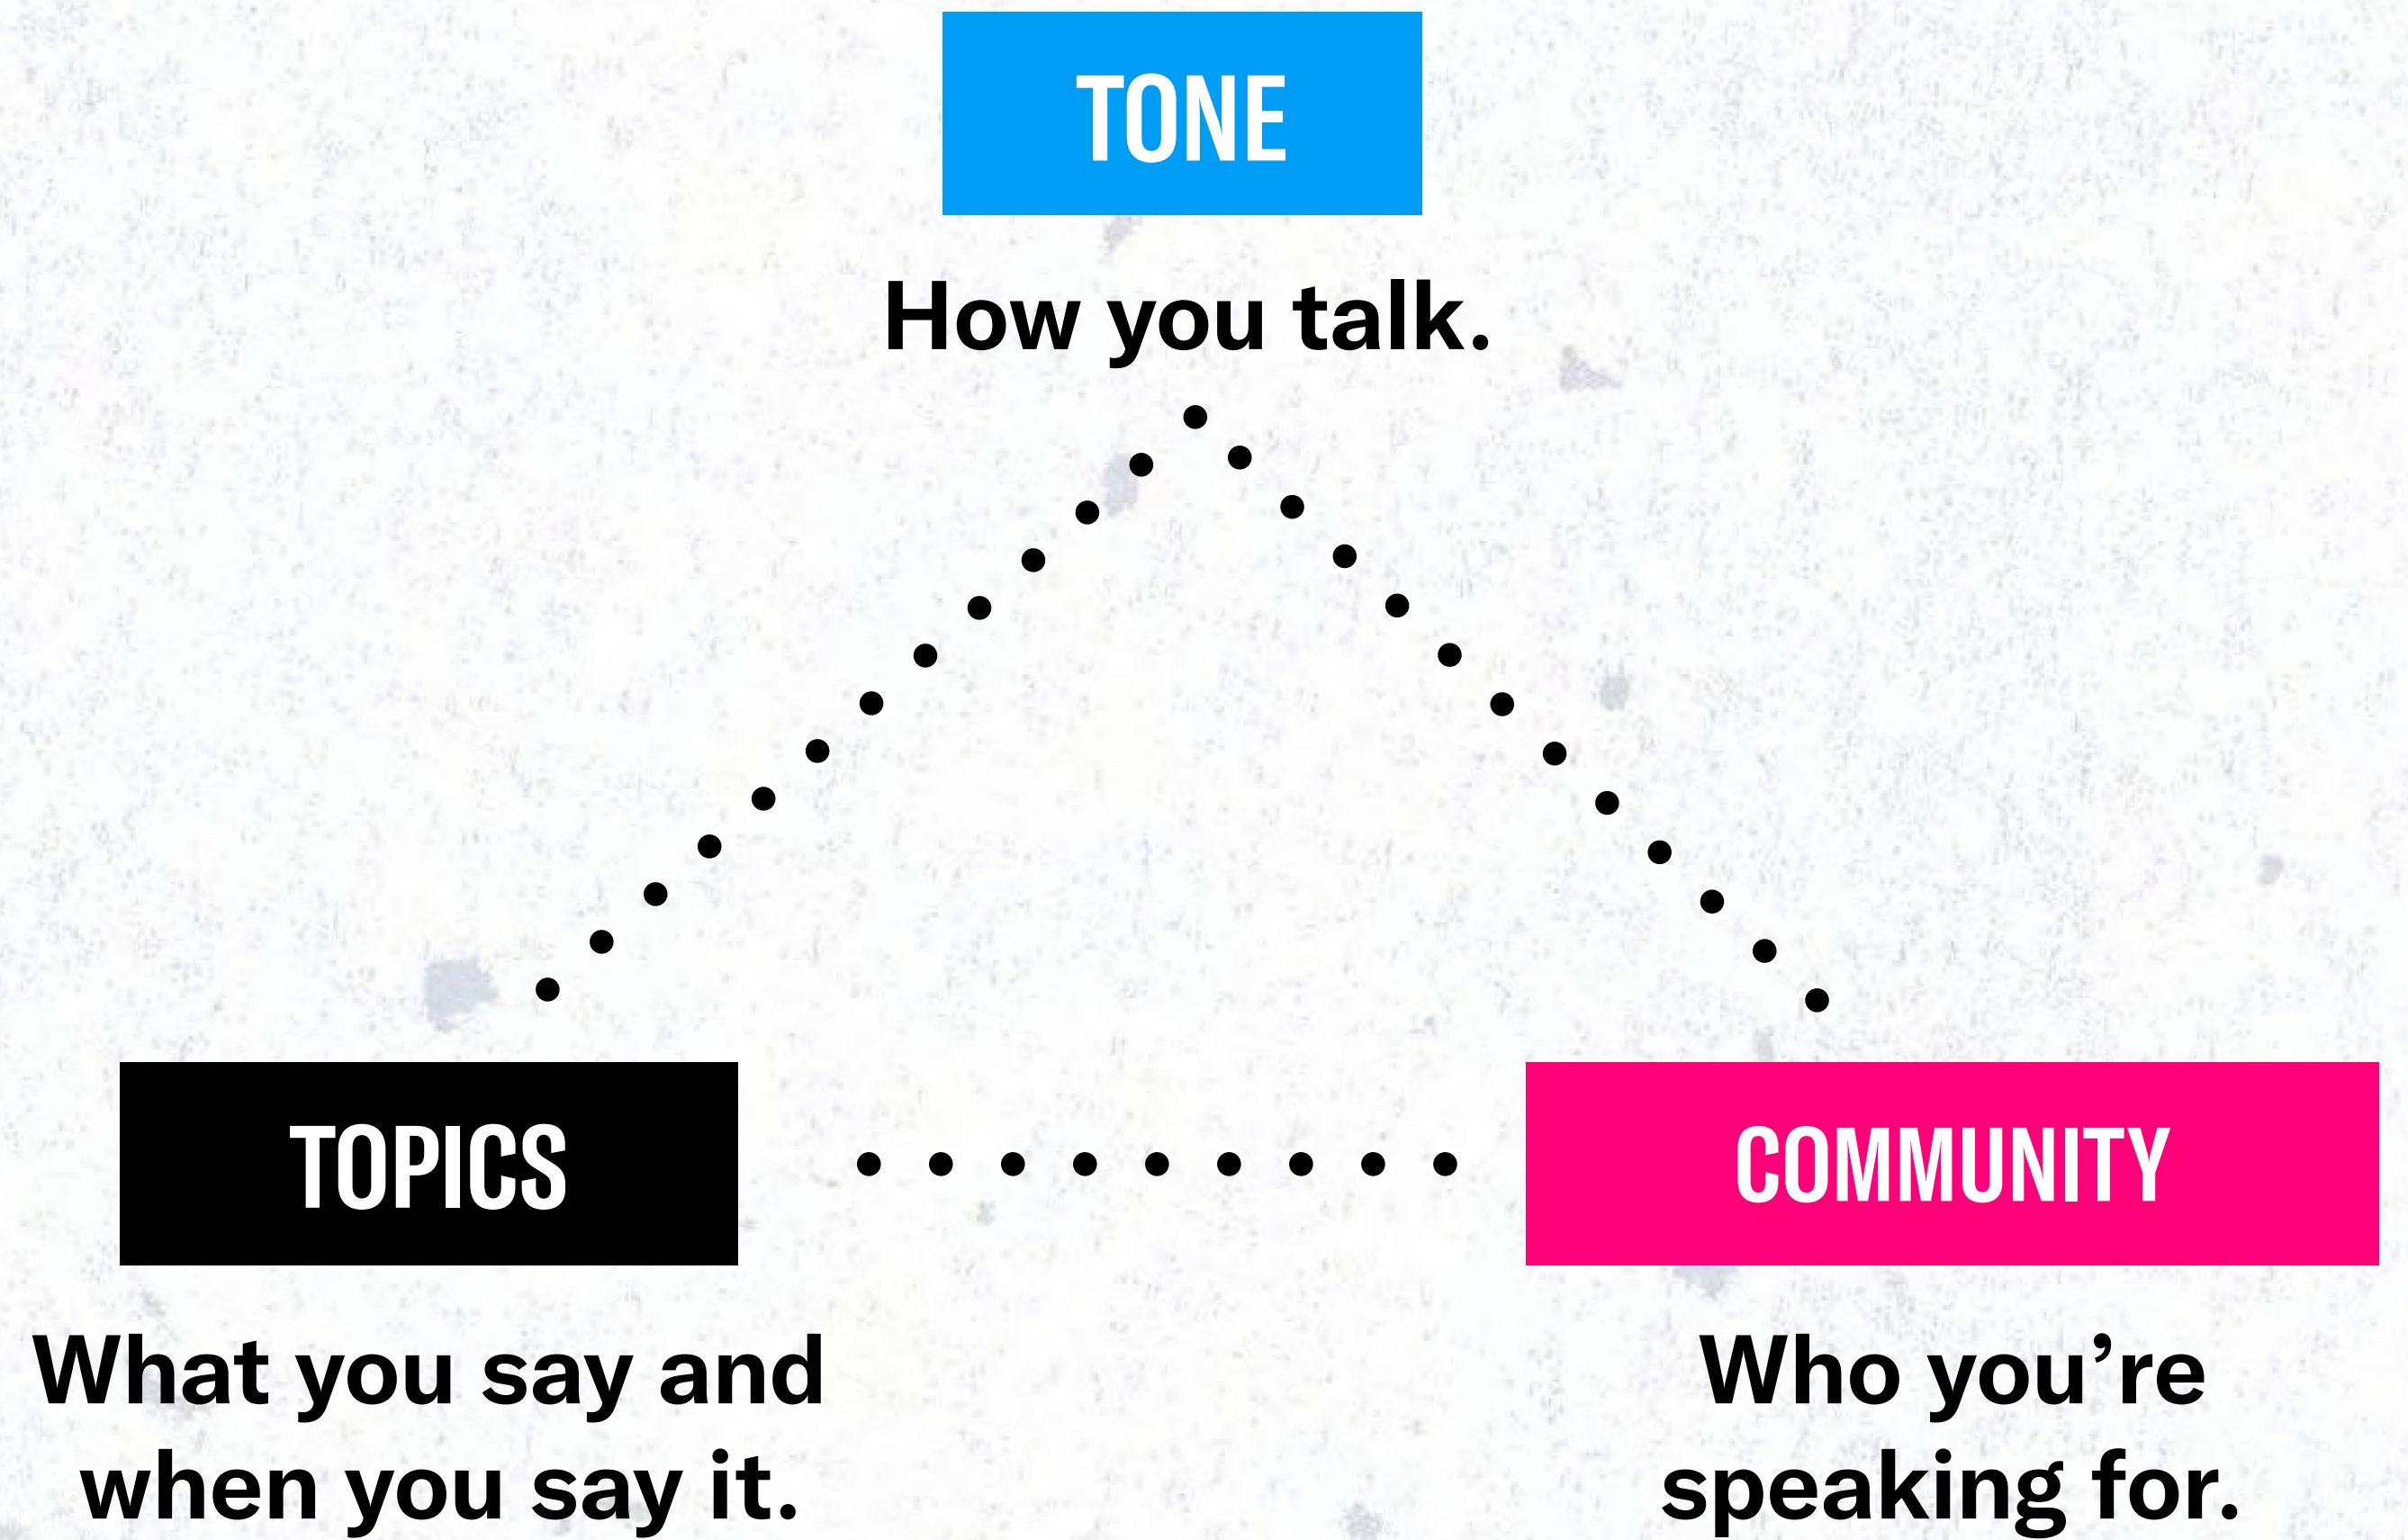 TONE
How you talk.
TOPICS
What you say and
when you say it.
COMMUNITY
Who you’re
speaking for.